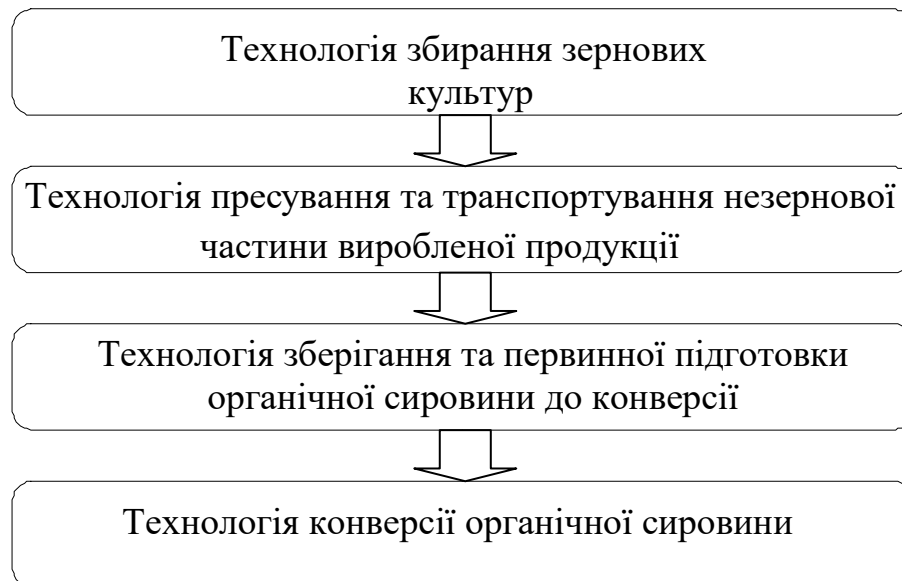 Технологія збирання зернових
культур
Технологія пресування та транспортування незернової
частини виробленої продукції
Технологія зберігання та первинної підготовки
органічної сировини до конверсії
Технологія конверсії органічної сировини